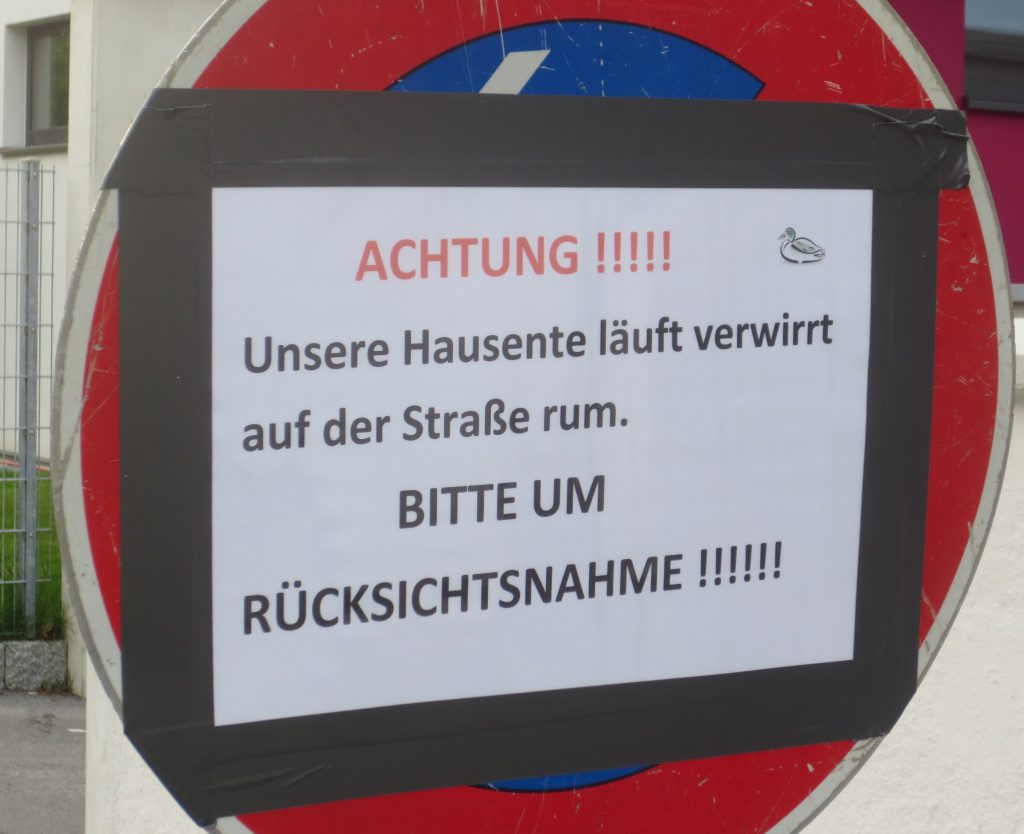 ACHTUNG !!!!!
Unsere Hausente läuft verwirrt
auf der Straße rum.
BITTE UM
RÜCKSICHTSNAHME !!!!!!